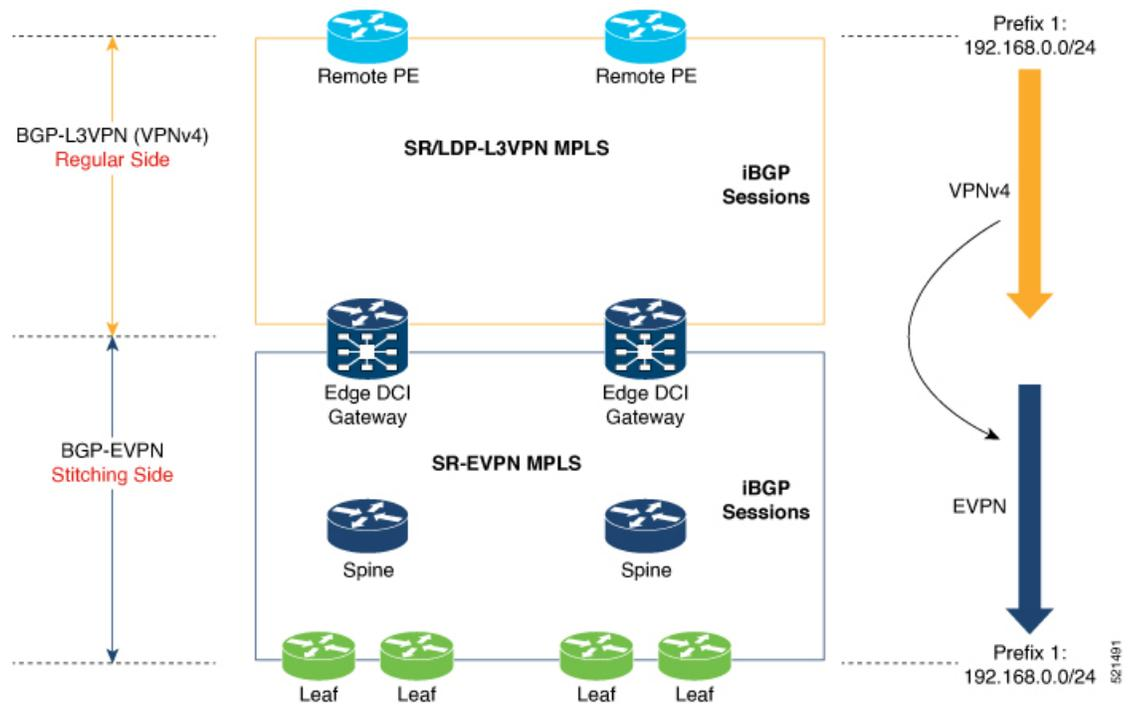 Prefix 1:
192.168.0.0/24
Remote PE
Remote PE
BGP-L3VPN (VPNv4)
Regular Side
SR/LDP-L3VPN MPLS
iBGP
Sessions
VPNv4
Edge DCI
Gateway
Edge DCI
Gateway
BGP-EVPN
Stitching Side
SR-EVPN MPLS
iBGP
Sessions
EVPN
Spine
Spine
Prefix 1:
192.168.0.0/24
521491
Leaf
Leaf
Leaf
Leaf